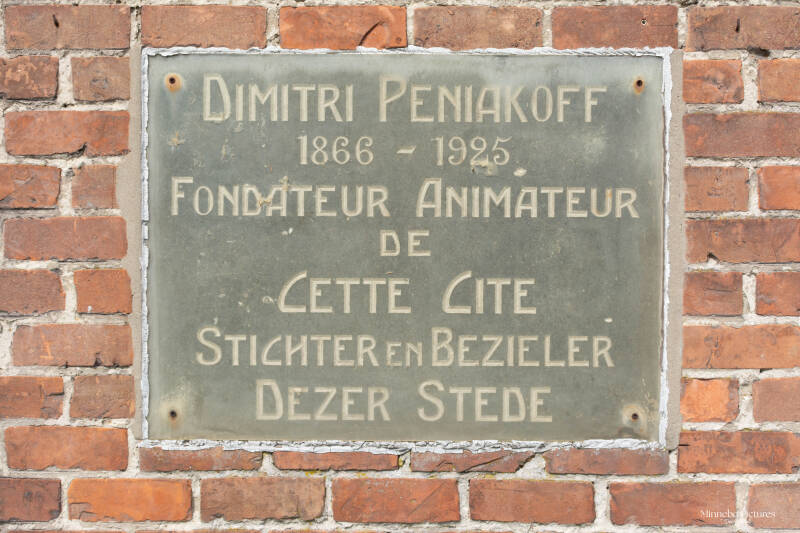 DIMITRI PENIAKOFF
1866 - 1925
FONDATEUR ANIMATEUR
DE
CETTE CITE
STICHTER EN BEZIELER
DEZER STEDE